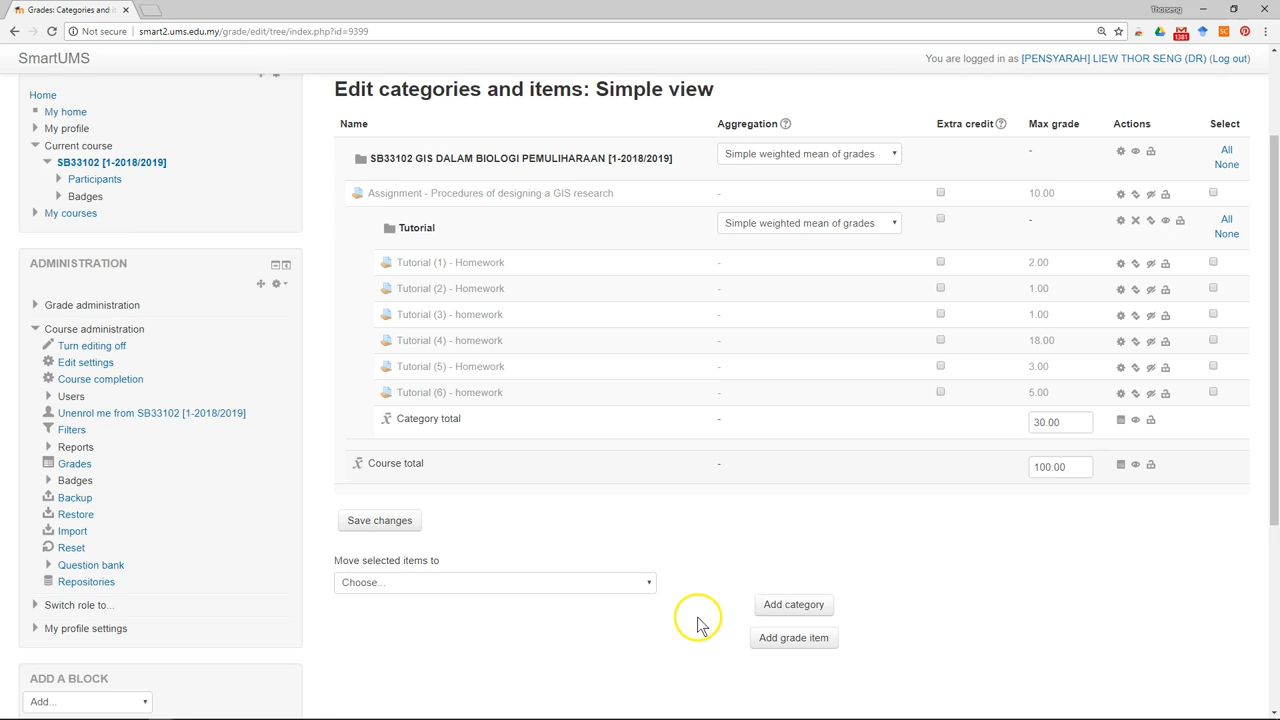 Grades: Categories and i
Thorseng
Not secure
smart2.ums.edu.my/grade/edit/tree/index.php?id=9399
1381
SmartUMS
You are logged in as [PENSYARAH] LIEW THOR SENG (DR) (Log out)
Home
My home
My profile
Current course
SB33102 [1-2018/2019]
Participants
Badges
My courses
ADMINISTRATION
Grade administration
Course administration
Turn editing off
Edit settings
Course completion
Users
Unenrol me from SB33102 [1-2018/2019]
Filters
Reports
Grades
Badges
Backup
Restore
Import
Reset
Question bank
Repositories
Switch role to...
My profile settings
ADD A BLOCK
Add...
Edit categories and items: Simple view
Name Aggregation Extra credit Max grade Actions Select
SB33102 GIS DALAM BIOLOGI PEMULIHARAAN [1-2018/2019] Simple weighted mean of grades - All
None
Assignment - Procedures of designing a GIS research - 10.00
Tutorial Simple weighted mean of grades - All
None
Tutorial (1) - Homework - 2.00
Tutorial (2) - Homework - 1.00
Tutorial (3) - homework - 1.00
Tutorial (4) - homework - 18.00
Tutorial (5) - Homework - 3.00
Tutorial (6) - homework - 5.00
Category total - 30.00
Course total - 100.00
Save changes
Move selected items to
Choose...
Add category
Add grade item